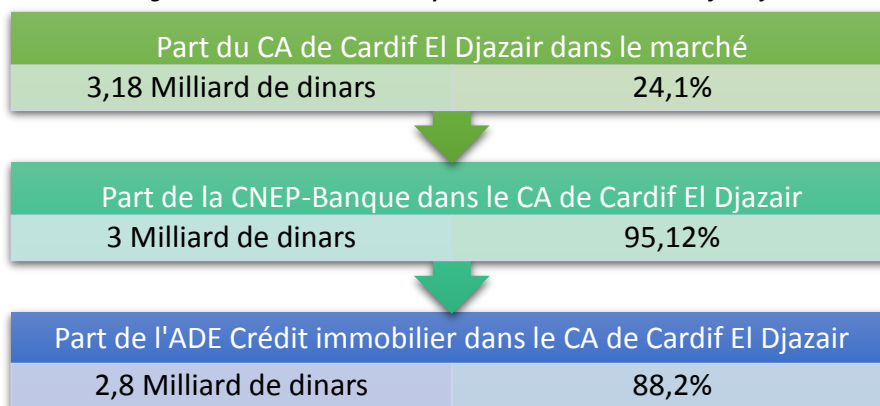 Part du CA de Cardif El Djazair dans le marché
3,18 Milliard de dinars 24,1%
Part de la CNEP-Banque dans le CA de Cardif El Djazair
3 Milliard de dinars 95,12%
Part de l'ADE Crédit immobilier dans le CA de Cardif El Djazair
2,8 Milliard de dinars 88,2%